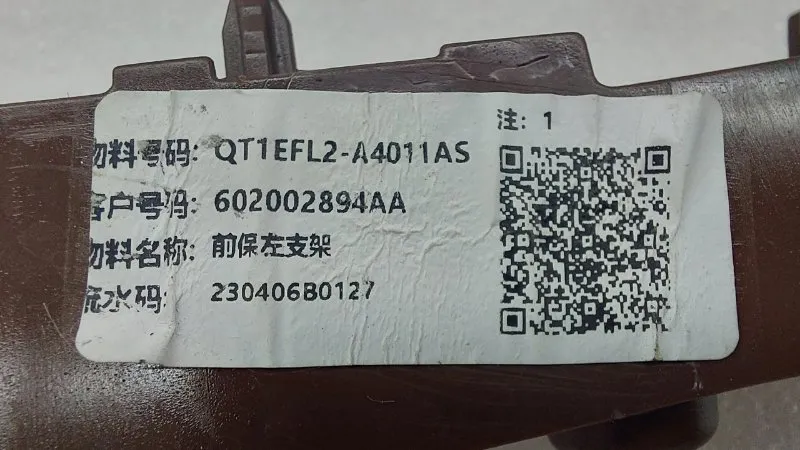 注: 1
物料号码: QT1EFL2-A4011AS
客户号码: 602002894AA
物料名称: 前保左支架
流水码: 230406B0127